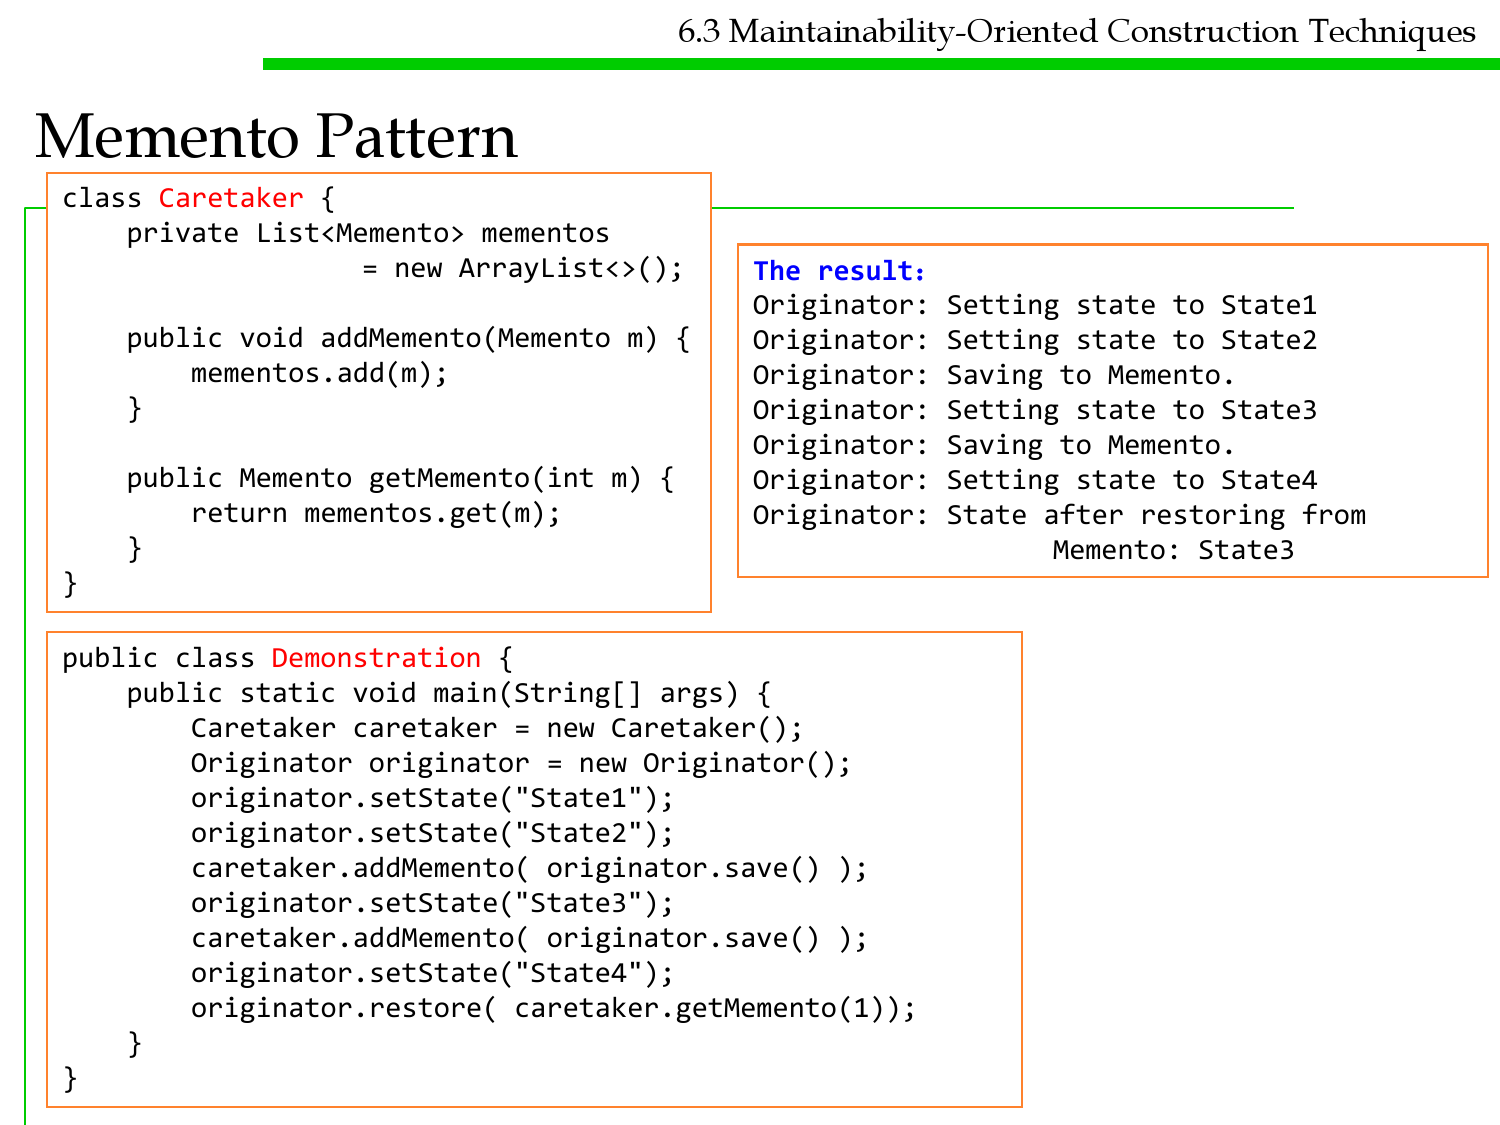 6.3 Maintainability-Oriented Construction Techniques
Memento Pattern
class Caretaker {
    private List<Memento> mementos
                   = new ArrayList<>();

    public void addMemento(Memento m) {
        mementos.add(m);
    }

    public Memento getMemento(int m) {
        return mementos.get(m);
    }
}
The result:
Originator: Setting state to State1
Originator: Setting state to State2
Originator: Saving to Memento.
Originator: Setting state to State3
Originator: Saving to Memento.
Originator: Setting state to State4
Originator: State after restoring from
                   Memento: State3
public class Demonstration {
    public static void main(String[] args) {
        Caretaker caretaker = new Caretaker();
        Originator originator = new Originator();
        originator.setState("State1");
        originator.setState("State2");
        caretaker.addMemento( originator.save() );
        originator.setState("State3");
        caretaker.addMemento( originator.save() );
        originator.setState("State4");
        originator.restore( caretaker.getMemento(1));
    }
}